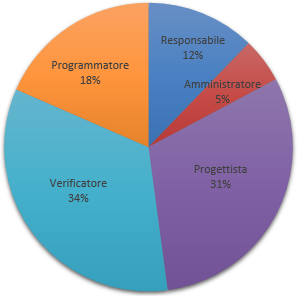 Responsabile
12%
Amministratore
5%
Progettista
31%
Verificatore
34%
Programmatore
18%